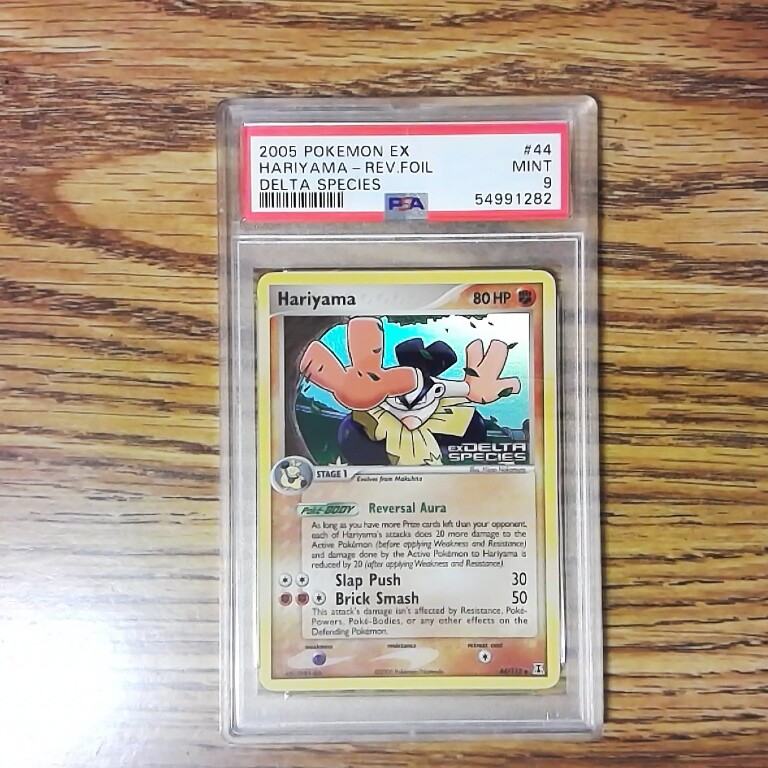 2005 POKEMON EX #44
HARIYAMA - REV.FOIL MINT
DELTA SPECIES 9
PSA 54991282
Hariyama 80 HP
EX DELTA
SPECIES
STAGE 1
Evolves from Makuhita
Poké-BODY Reversal Aura
As long as you have more Prize cards left than your opponent,
each of Hariyama's attacks does 20 more damage to the
Active Pokémon (before applying Weakness and Resistance)
and damage done by the Active Pokémon to Hariyama is
reduced by 20 (after applying Weakness and Resistance).
Slap Push 30
Brick Smash 50
This attack's damage isn't affected by Resistance, Poké-
Powers, Poké-Bodies, or any other effects on the
Defending Pokémon.
weakness resistance retreat cost